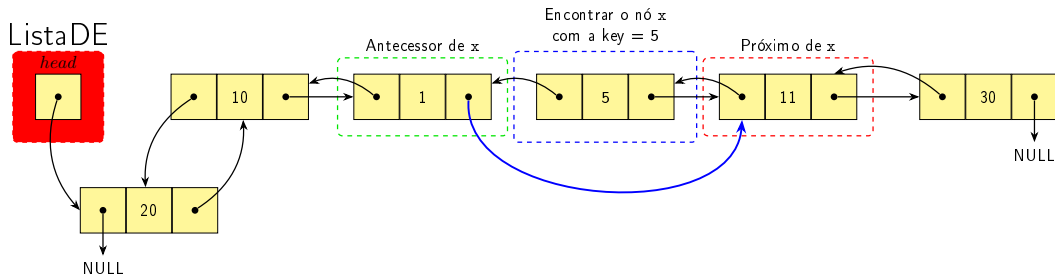 Encontrar o nó x
com a key = 5
ListaDE
Antecessor de x
Próximo de x
head
10
1
5
11
30
NULL
20
NULL